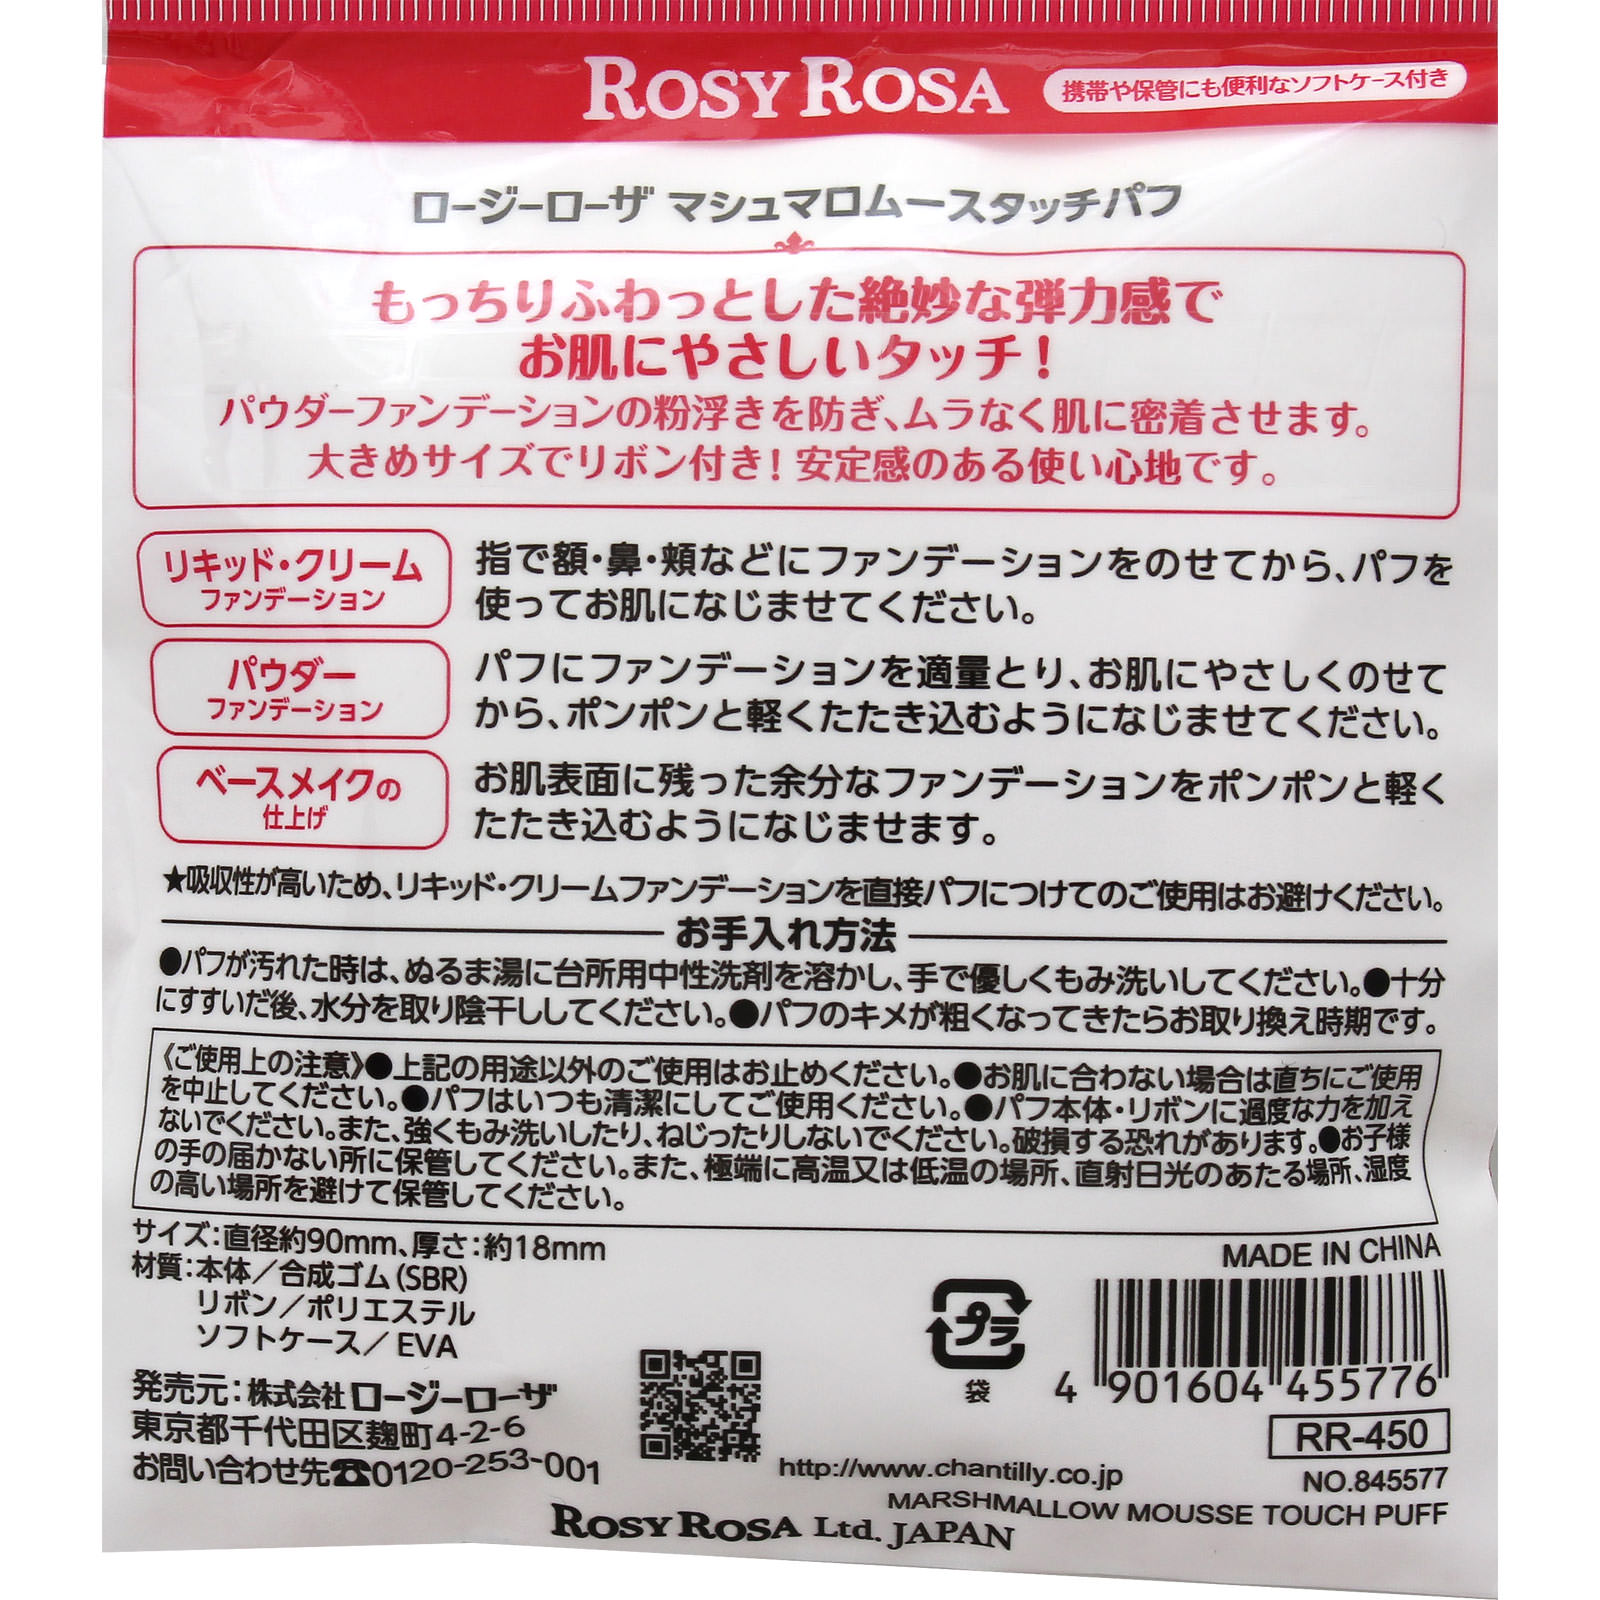 ROSY ROSA
携帯や保管にも便利なソフトケース付き
ロージーローザ マシュマロムースタッチパフ
もっちりふわっとした絶妙な弾力感で
お肌にやさしいタッチ!
パウダーファンデーションの粉浮きを防ぎ、ムラなく肌に密着させます。
大きめサイズでリボン付き!安定感のある使い心地です。
リキッド・クリーム
ファンデーション
指で額・鼻・頬などにファンデーションをのせてから、パフを
使ってお肌になじませてください。
パウダー
ファンデーション
パフにファンデーションを適量とり、お肌にやさしくのせて
から、ポンポンと軽くたたき込むようになじませてください。
ベースメイクの
仕上げ
お肌表面に残った余分なファンデーションをポンポンと軽く
たたき込むようになじませます。
★吸収性が高いため、リキッド・クリームファンデーションを直接パフにつけてのご使用はお避けください。
お手入れ方法
●パフが汚れた時は、ぬるま湯に台所用中性洗剤を溶かし、手で優しくもみ洗いしてください。●十分
にすすいだ後、水分を取り陰干ししてください。●パフのキメが粗くなってきたらお取り換え時期です。
《ご使用上の注意》●上記の用途以外のご使用はお止めください。●お肌に合わない場合は直ちにご使用
を中止してください。●パフはいつも清潔にしてご使用ください。●パフ本体・リボンに過度な力を加え
ないでください。また、強くもみ洗いしたり、ねじったりしないでください。破損する恐れがあります。●お子様
の手の届かない所に保管してください。また、極端に高温又は低温の場所、直射日光のあたる場所、湿度
の高い場所を避けて保管してください。
サイズ:直径約90mm、厚さ:約18mm
材質:本体/合成ゴム(SBR)
リボン/ポリエステル
ソフトケース/EVA
発売元:株式会社ロージーローザ
東京都千代田区麹町4-2-6
お問い合わせ先☎0120-253-001
MADE IN CHINA
プラ
袋
4 901604 455776
RR-450
http://www.chantilly.co.jp
NO.845577
MARSHMALLOW MOUSSE TOUCH PUFF
ROSY ROSA Ltd. JAPAN